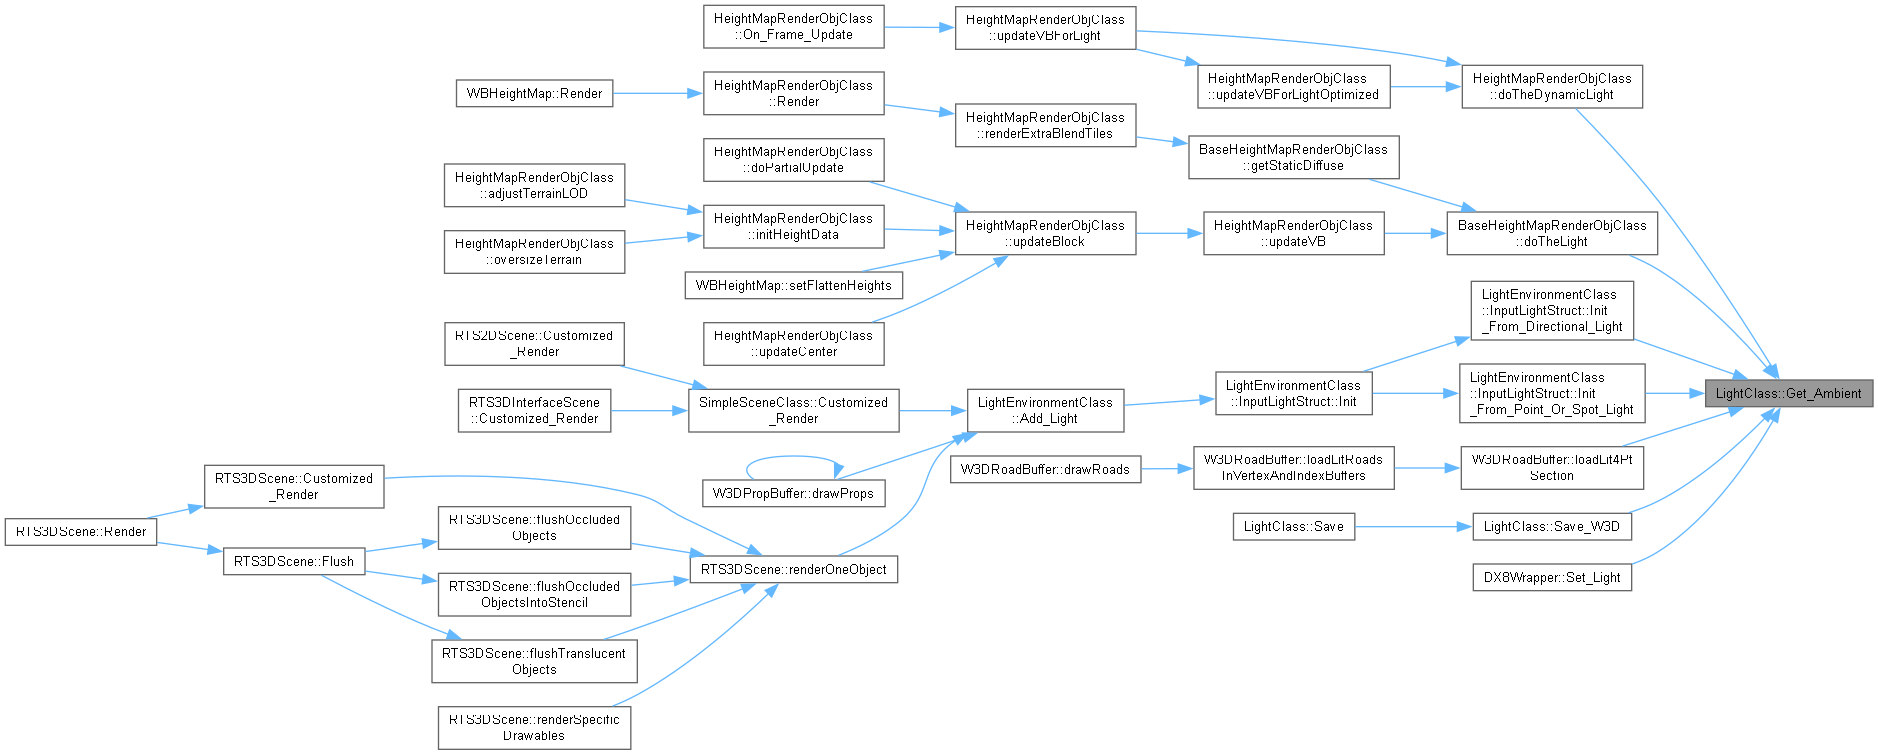 HeightMapRenderObjClass
::On_Frame_Update
HeightMapRenderObjClass
::updateVBForLight
HeightMapRenderObjClass
::updateVBForLightOptimized
HeightMapRenderObjClass
::doTheDynamicLight
WBHeightMap::Render
HeightMapRenderObjClass
::Render
HeightMapRenderObjClass
::renderExtraBlendTiles
BaseHeightMapRenderObjClass
::getStaticDiffuse
HeightMapRenderObjClass
::doPartialUpdate
HeightMapRenderObjClass
::adjustTerrainLOD
HeightMapRenderObjClass
::initHeightData
HeightMapRenderObjClass
::updateBlock
HeightMapRenderObjClass
::updateVB
BaseHeightMapRenderObjClass
::doTheLight
HeightMapRenderObjClass
::oversizeTerrain
WBHeightMap::setFlattenHeights
HeightMapRenderObjClass
::updateCenter
LightEnvironmentClass
::InputLightStruct::Init
_From_Directional_Light
RTS2DScene::Customized
_Render
RTS3DInterfaceScene
::Customized_Render
SimpleSceneClass::Customized
_Render
LightEnvironmentClass
::Add_Light
LightEnvironmentClass
::InputLightStruct::Init
LightEnvironmentClass
::InputLightStruct::Init
_From_Point_Or_Spot_Light
LightClass::Get_Ambient
W3DPropBuffer::drawProps
W3DRoadBuffer::drawRoads
W3DRoadBuffer::loadLitRoads
InVertexAndIndexBuffers
W3DRoadBuffer::loadLit4Pt
Section
LightClass::Save
LightClass::Save_W3D
DX8Wrapper::Set_Light
RTS3DScene::Customized
_Render
RTS3DScene::Render
RTS3DScene::Flush
RTS3DScene::flushOccluded
Objects
RTS3DScene::flushOccluded
ObjectsIntoStencil
RTS3DScene::renderOneObject
RTS3DScene::flushTranslucent
Objects
RTS3DScene::renderSpecific
Drawables